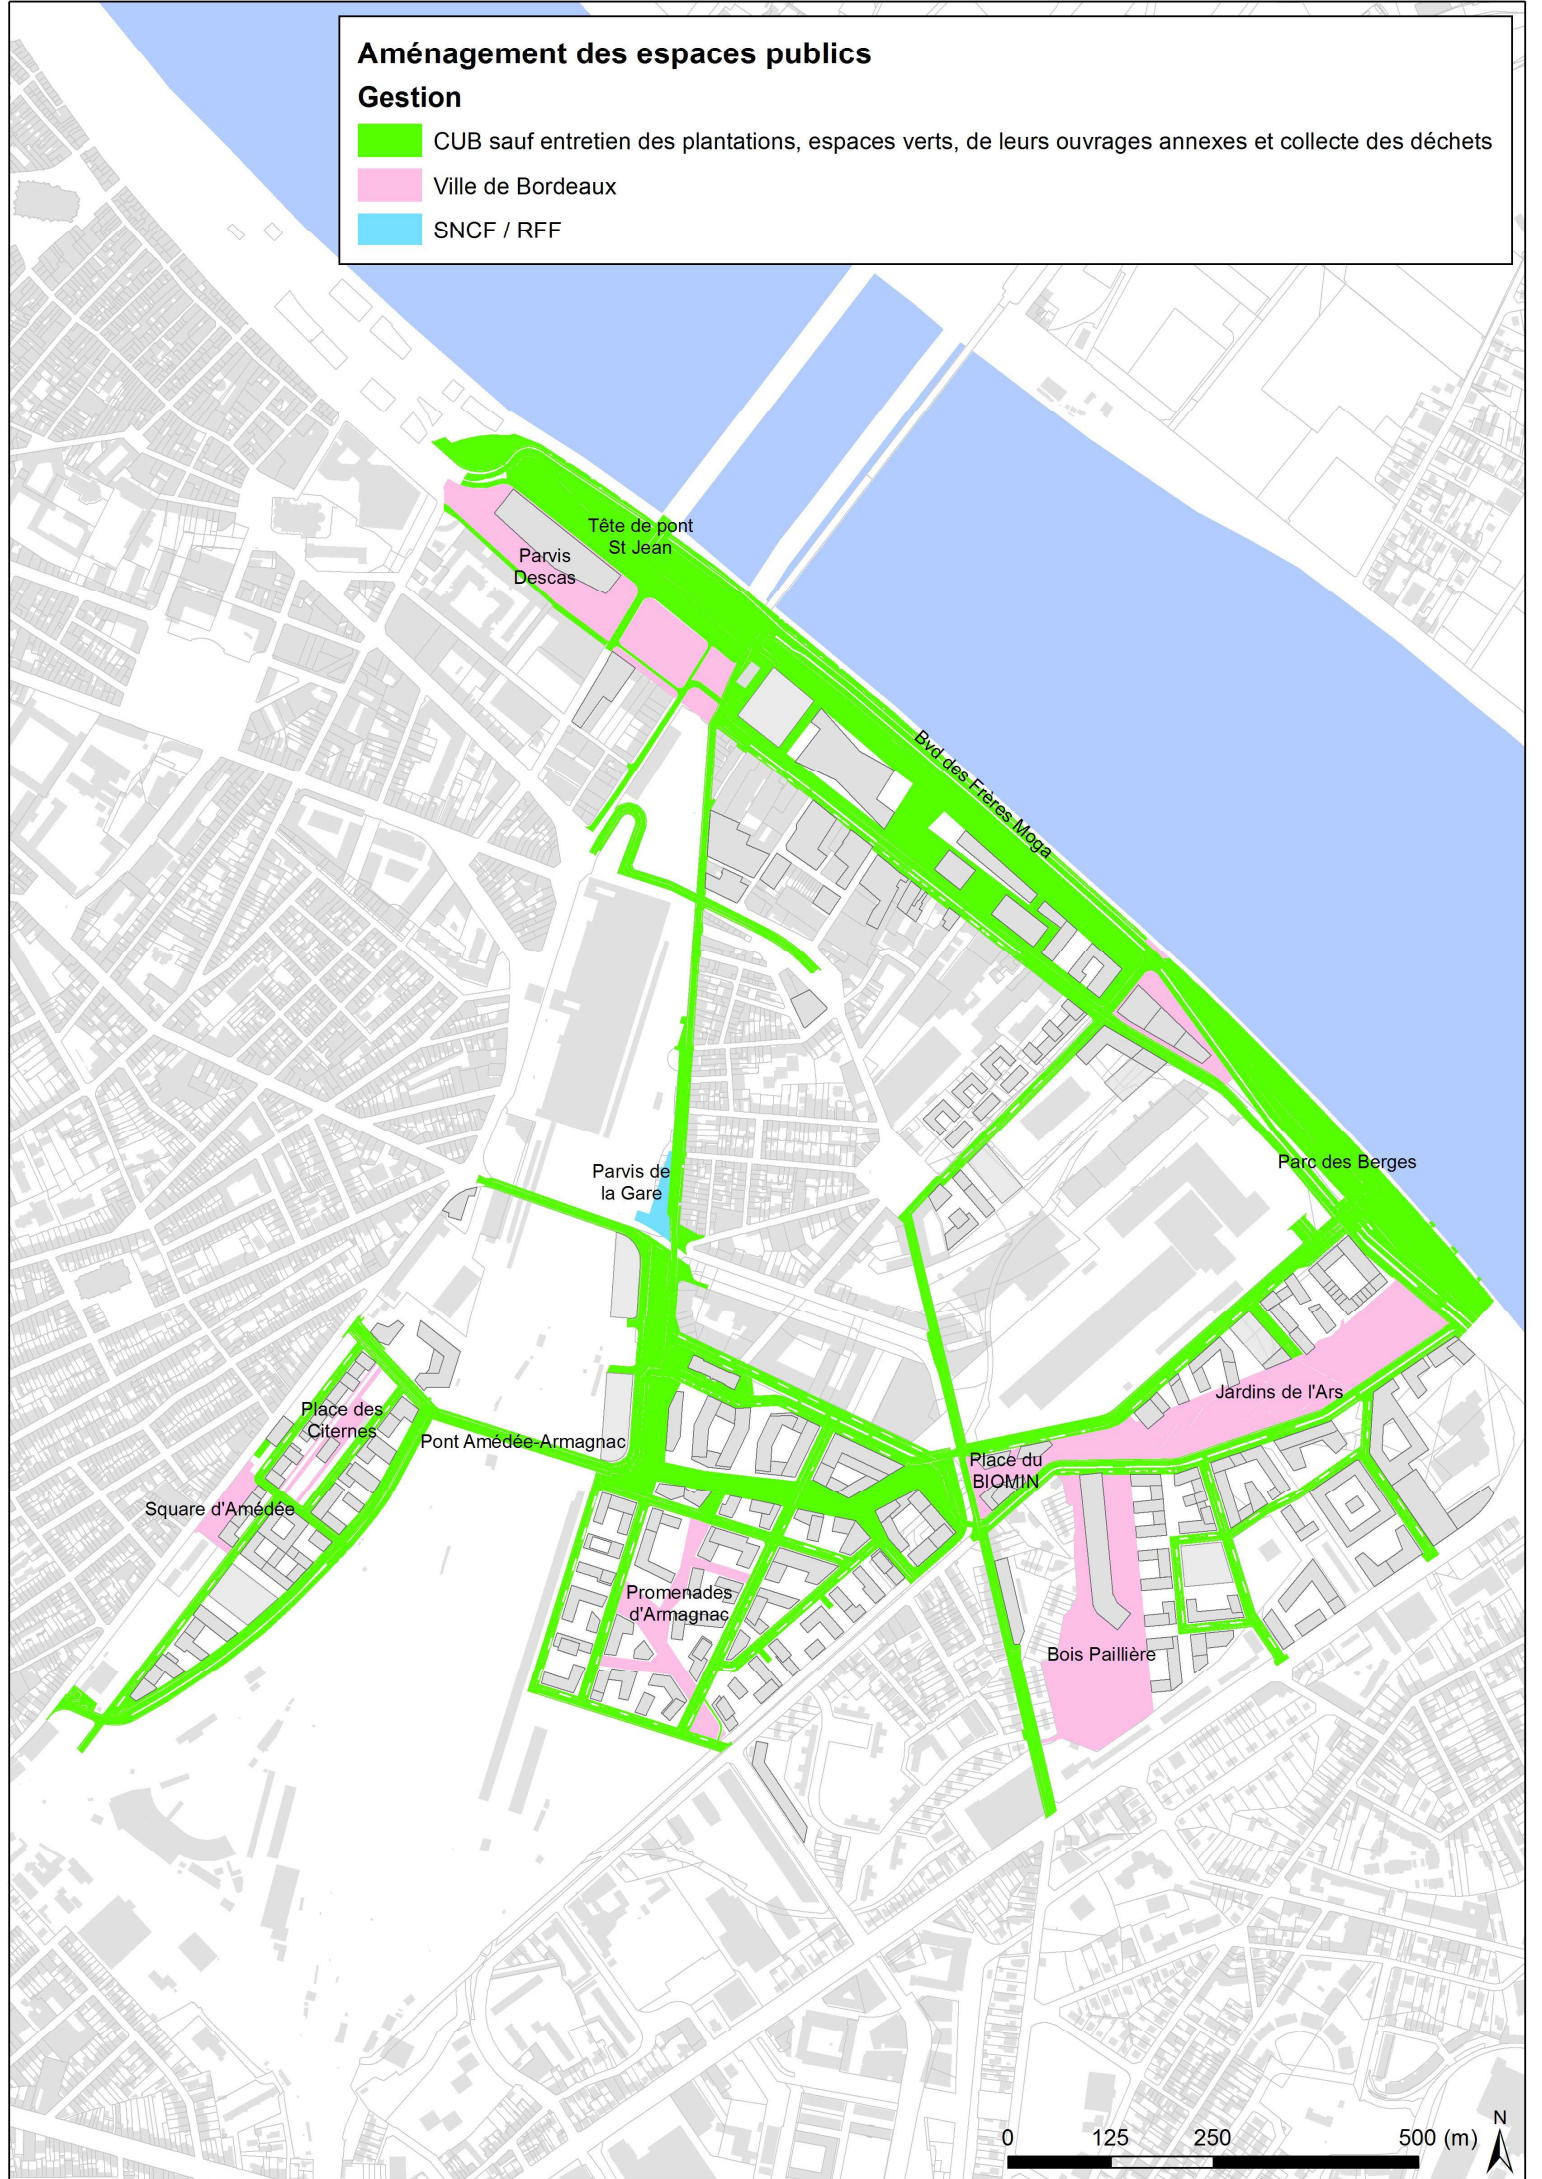 Aménagement des espaces publics
Gestion
CUB sauf entretien des plantations, espaces verts, de leurs ouvrages annexes et collecte des déchets
Ville de Bordeaux
SNCF / RFF
Tête de pont
St Jean
Parvis
Descas
Bvd des Frères Moga
Parc des Berges
Parvis de
la Gare
Jardins de l'Ars
Place des
Citernes
Pont Amédée-Armagnac
Place du
BIOMIN
Square d'Amédée
Promenades
d'Armagnac
Bois Paillière
N
0 125 250 500 (m)